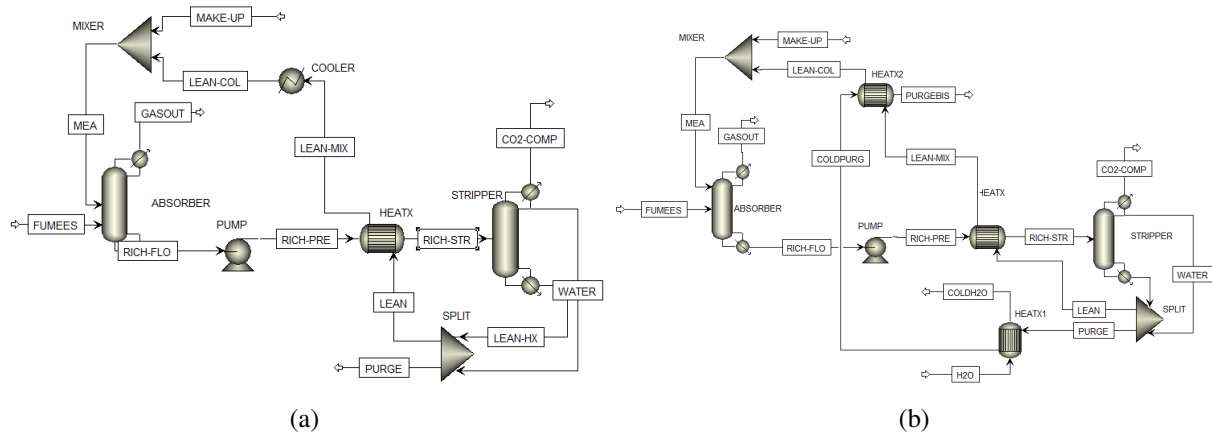 MIXER
MAKE-UP
LEAN-COL
COOLER
MEA
GASOUT
LEAN-MIX
CO2-COMP
ABSORBER
STRIPPER
HEATX
FUMEES
PUMP
RICH-PRE
RICH-STR
RICH-FLO
WATER
LEAN
SPLIT
LEAN-HX
PURGE
(a)
MIXER
MAKE-UP
LEAN-COL
HEATX2
PURGEBIS
MEA
GASOUT
COLDPURG
LEAN-MIX
CO2-COMP
HEATX
FUMEES
ABSORBER
PUMP
RICH-PRE
RICH-STR
STRIPPER
RICH-FLO
WATER
COLDH2O
LEAN
SPLIT
HEATX1
PURGE
H2O
(b)